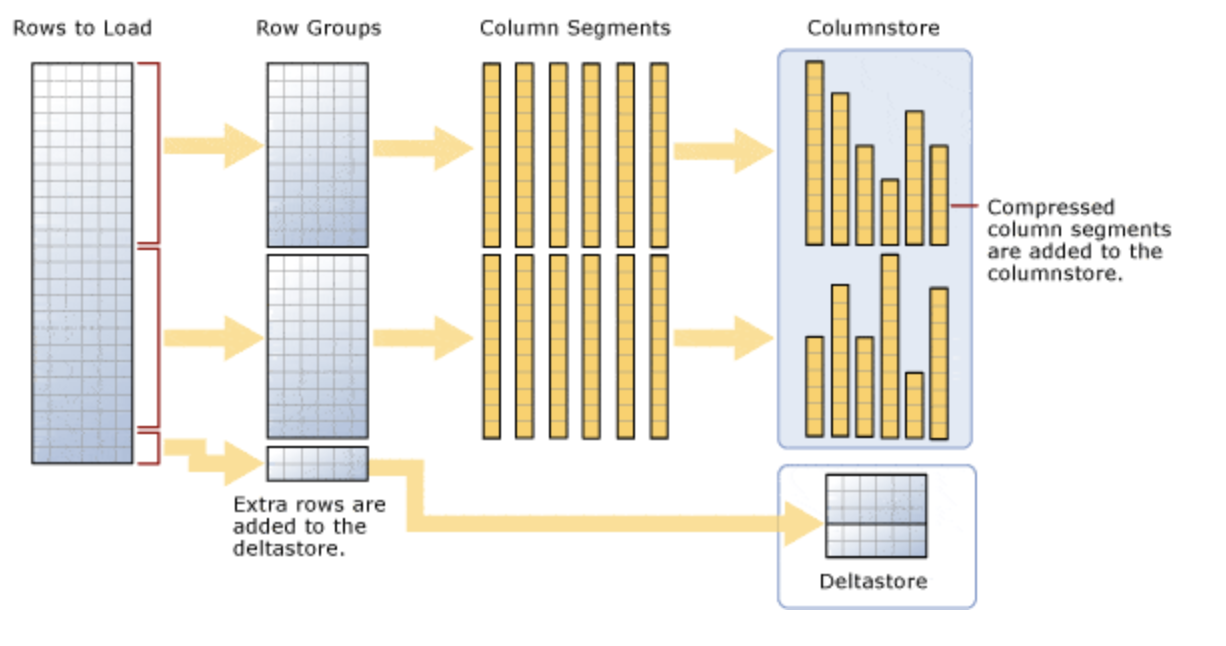 Rows to Load
Row Groups
Column Segments
Columnstore
Compressed
column segments
are added to the
columnstore.
Extra rows are
added to the
deltastore.
Deltastore